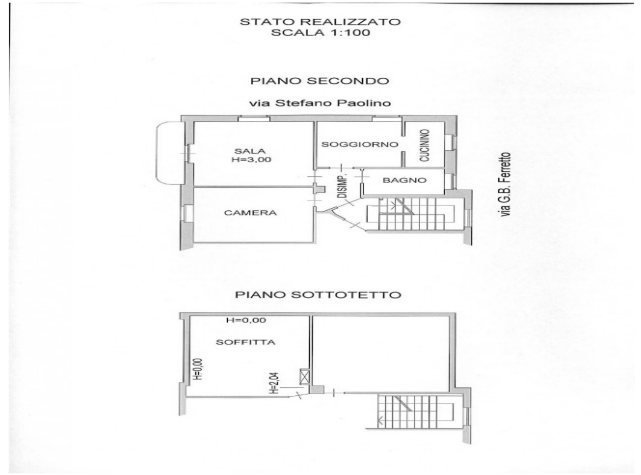 STATO REALIZZATO
SCALA 1:100
PIANO SECONDO
via Stefano Paolino
SALA
H=3,00
SOGGIORNO
CUCININO
DISIMP.
BAGNO
CAMERA
via G.B. Ferretto
PIANO SOTTOTETTO
H=0,00
SOFFITTA
H=0,00
H=2,04